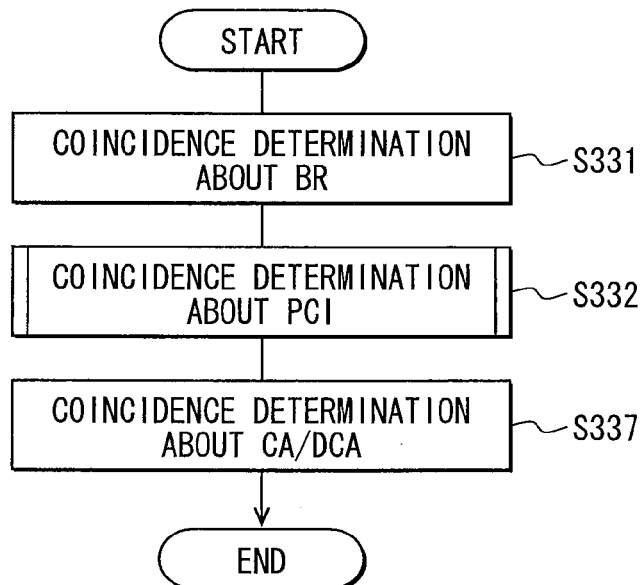 START
COINCIDENCE DETERMINATION
ABOUT BR
S331
COINCIDENCE DETERMINATION
ABOUT PCI
S332
COINCIDENCE DETERMINATION
ABOUT CA/DCA
S337
END